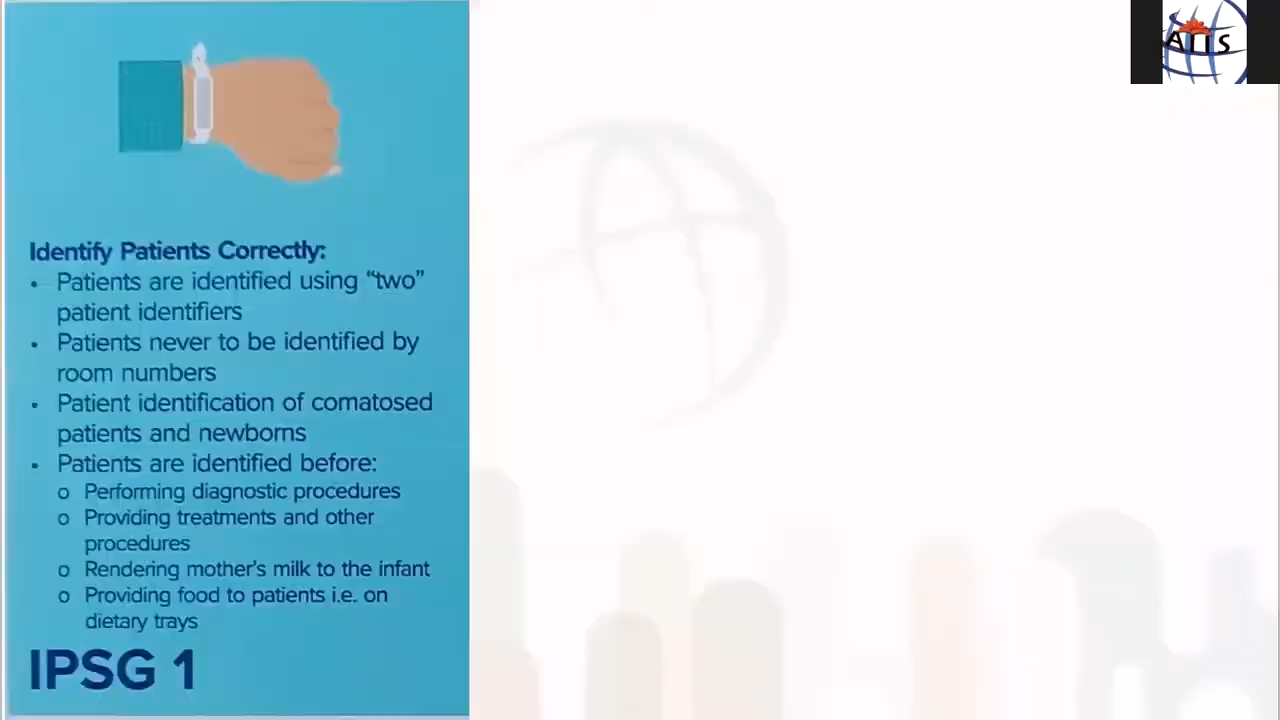 AIIS
Identify Patients Correctly:
• Patients are identified using “two”
patient identifiers
• Patients never to be identified by
room numbers
• Patient identification of comatosed
patients and newborns
• Patients are identified before:
o Performing diagnostic procedures
o Providing treatments and other
procedures
o Rendering mother's milk to the infant
o Providing food to patients i.e. on
dietary trays
IPSG 1